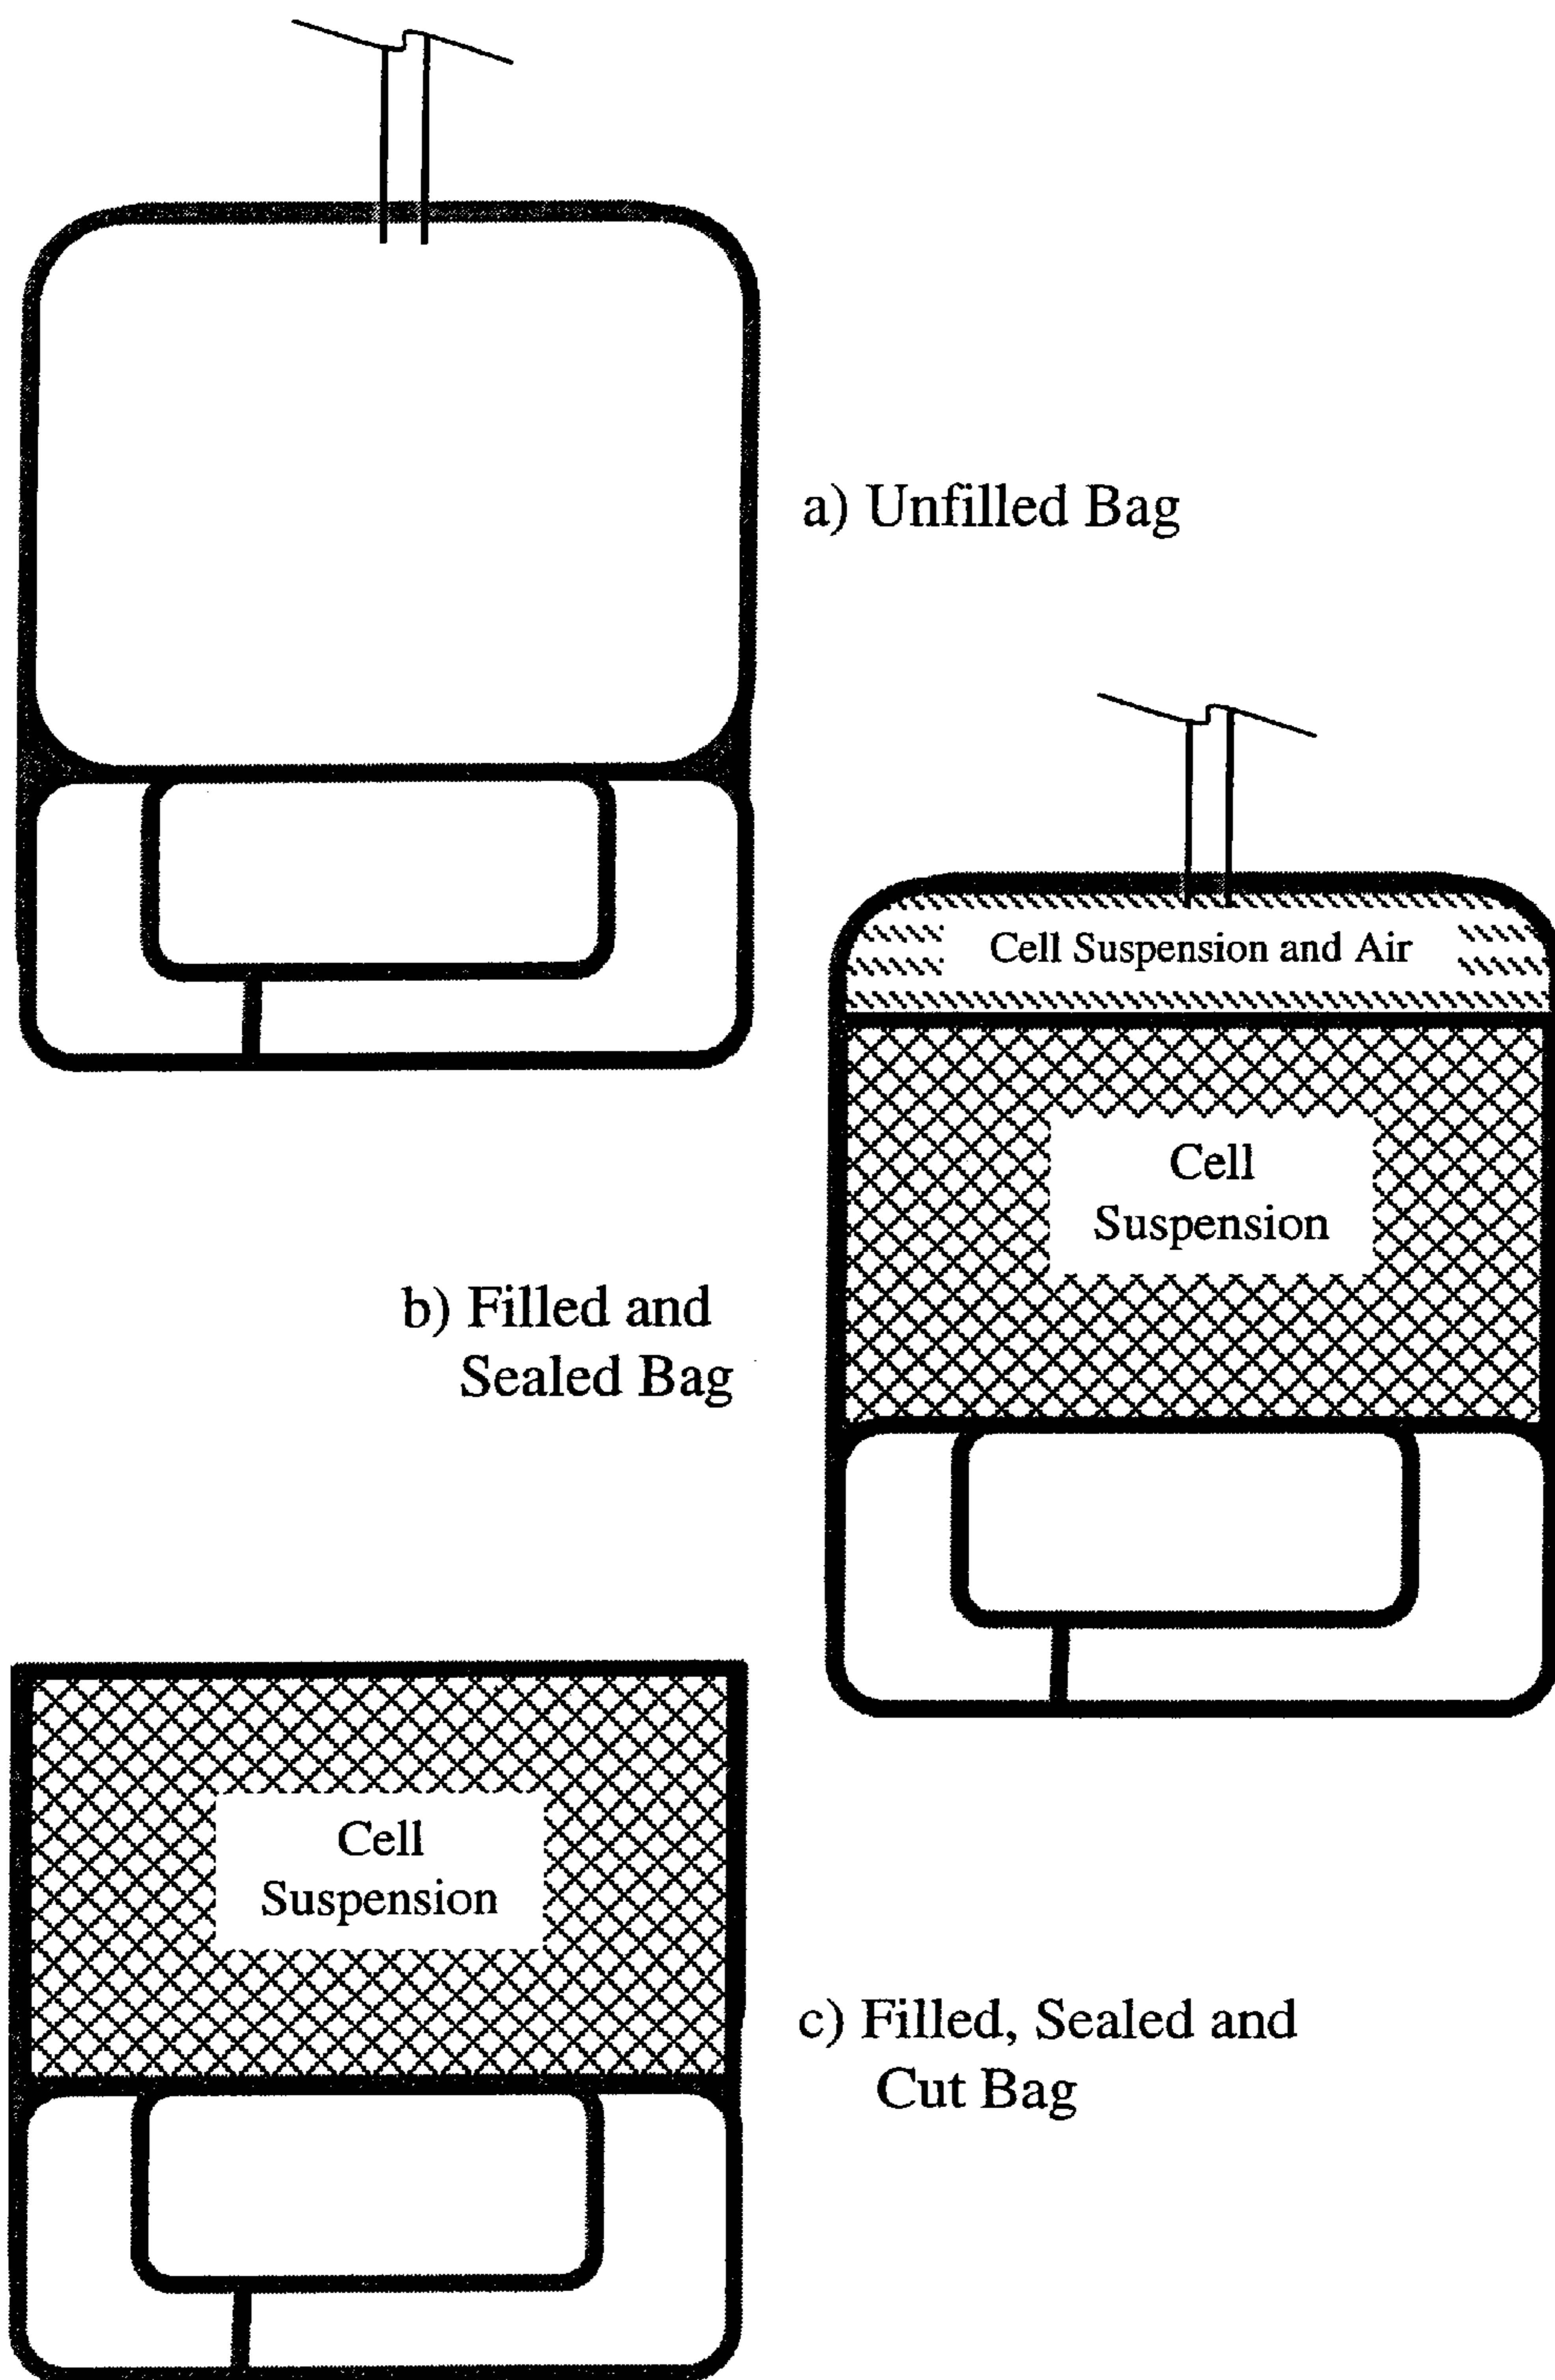 a) Unfilled Bag
Cell Suspension and Air
Cell
Suspension
b) Filled and
Sealed Bag
Cell
Suspension
c) Filled, Sealed and
Cut Bag